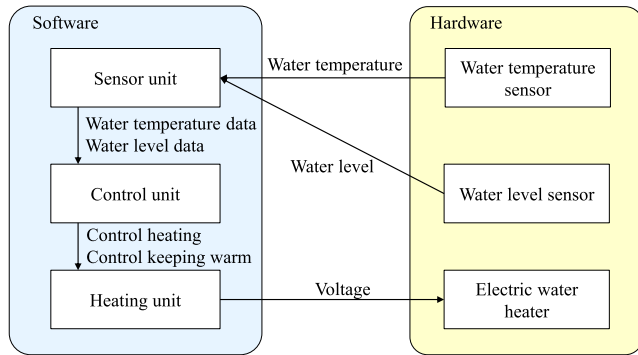 Software
Hardware
Sensor unit
Water temperature
Water temperature
sensor
Water temperature data
Water level data
Water level
Control unit
Water level sensor
Control heating
Control keeping warm
Heating unit
Voltage
Electric water
heater